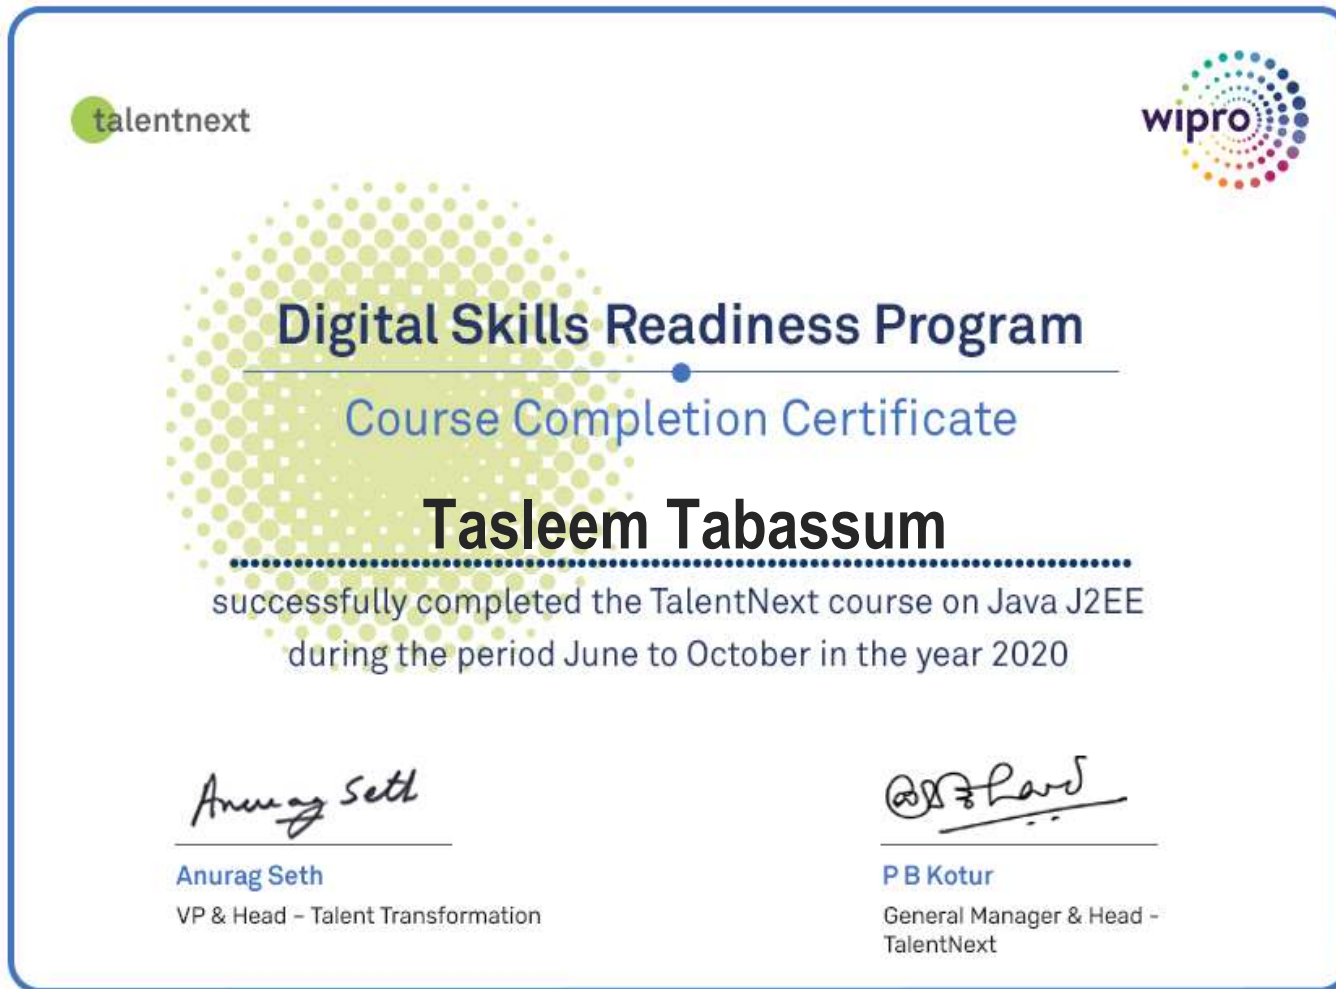 talentnext
wipro
Digital Skills Readiness Program
Course Completion Certificate
Tasleem Tabassum
successfully completed the TalentNext course on Java J2EE
during the period June to October in the year 2020
Anurag Seth
Anurag Seth
VP & Head – Talent Transformation
P B Kotur
General Manager & Head -
TalentNext